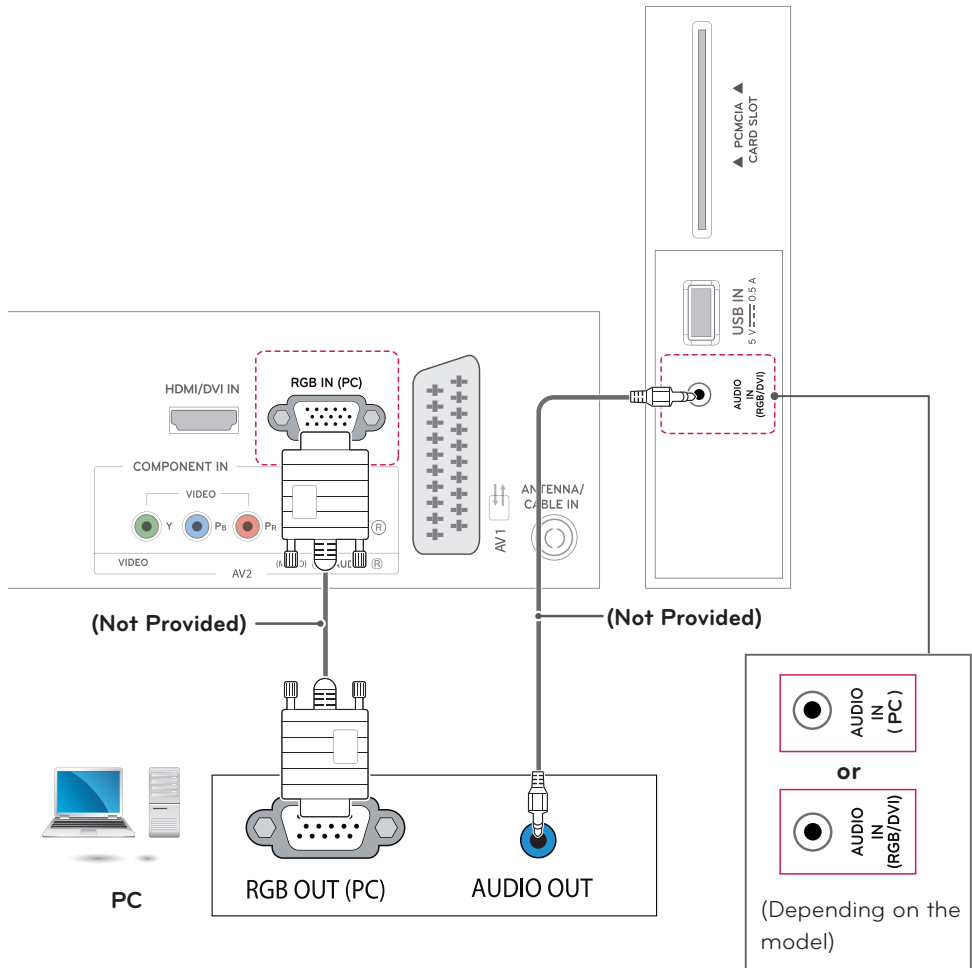 ▲ PCMCIA ▲
CARD SLOT
USB IN
5 V 0.5 A
AUDIO
IN
(RGB/DVI)
HDMI/DVI IN
RGB IN (PC)
COMPONENT IN
VIDEO
Y
PB
PR
R
VIDEO
AV2
R
AV 1
ANTENNA/
CABLE IN
(Not Provided)
(Not Provided)
PC
RGB OUT (PC)
AUDIO OUT
AUDIO
IN
( PC )
or
AUDIO
IN
(RGB/DVI)
(Depending on the
model)